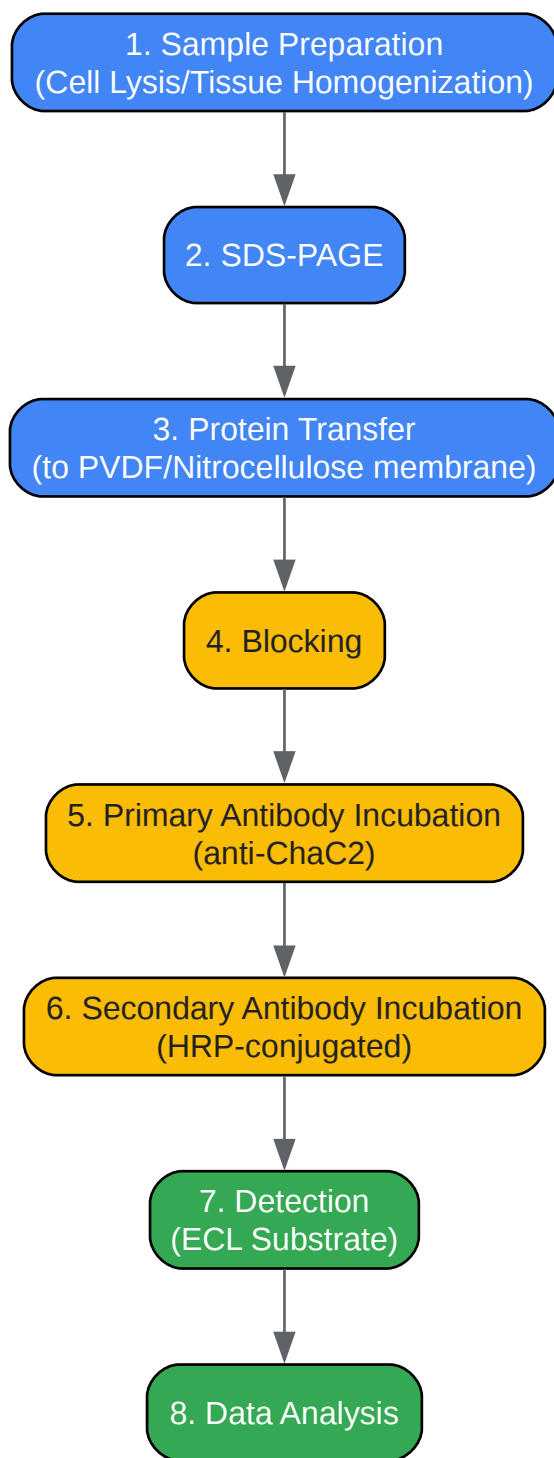 1. Sample Preparation
(Cell Lysis/Tissue Homogenization)
2. SDS-PAGE
3. Protein Transfer
(to PVDF/Nitrocellulose membrane)
4. Blocking
5. Primary Antibody Incubation
(anti-ChaC2)
6. Secondary Antibody Incubation
(HRP-conjugated)
7. Detection
(ECL Substrate)
8. Data Analysis